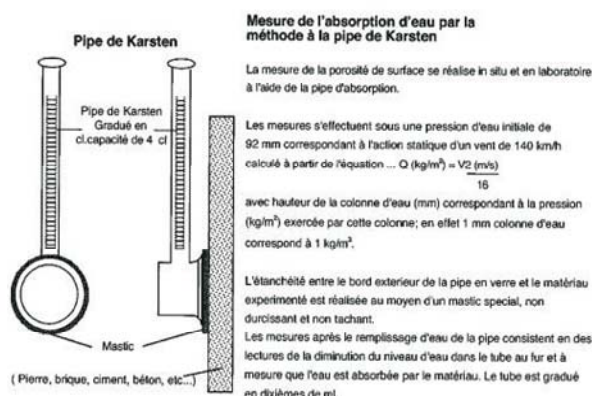 Pipe de Karsten
Pipe de Karsten
Gradué en
cl.capacité de 4 cl
Mastic
( Pierre, brique, ciment, béton, etc...)
Mesure de l'absorption d'eau par la
méthode à la pipe de Karsten
La mesure de la porosité de surface se réalise in situ et en laboratoire
à l'aide de la pipe d'absorption.
Les mesures s'effectuent sous une pression d'eau initiale de
92 mm correspondant à l'action statique d'un vent de 140 km/h
calculé à partir de l'équation ... Q (kg/m²) = V2 (m/s)
16
avec hauteur de la colonne d'eau (mm) correspondant à la pression
(kg/m²) exercée par cette colonne; en effet 1 mm colonne d'eau
correspond à 1 kg/m².
L'étanchéité entre le bord exterieur de la pipe en verre et le matériau
experimenté est réalisée au moyen d'un mastic special, non
durcissant et non tachant.
Les mesures après le remplissage d'eau de la pipe consistent en des
lectures de la diminution du niveau d'eau dans le tube au fur et à
mesure que l'eau est absorbée par le matériau. Le tube est gradué
en dixièmes de ml